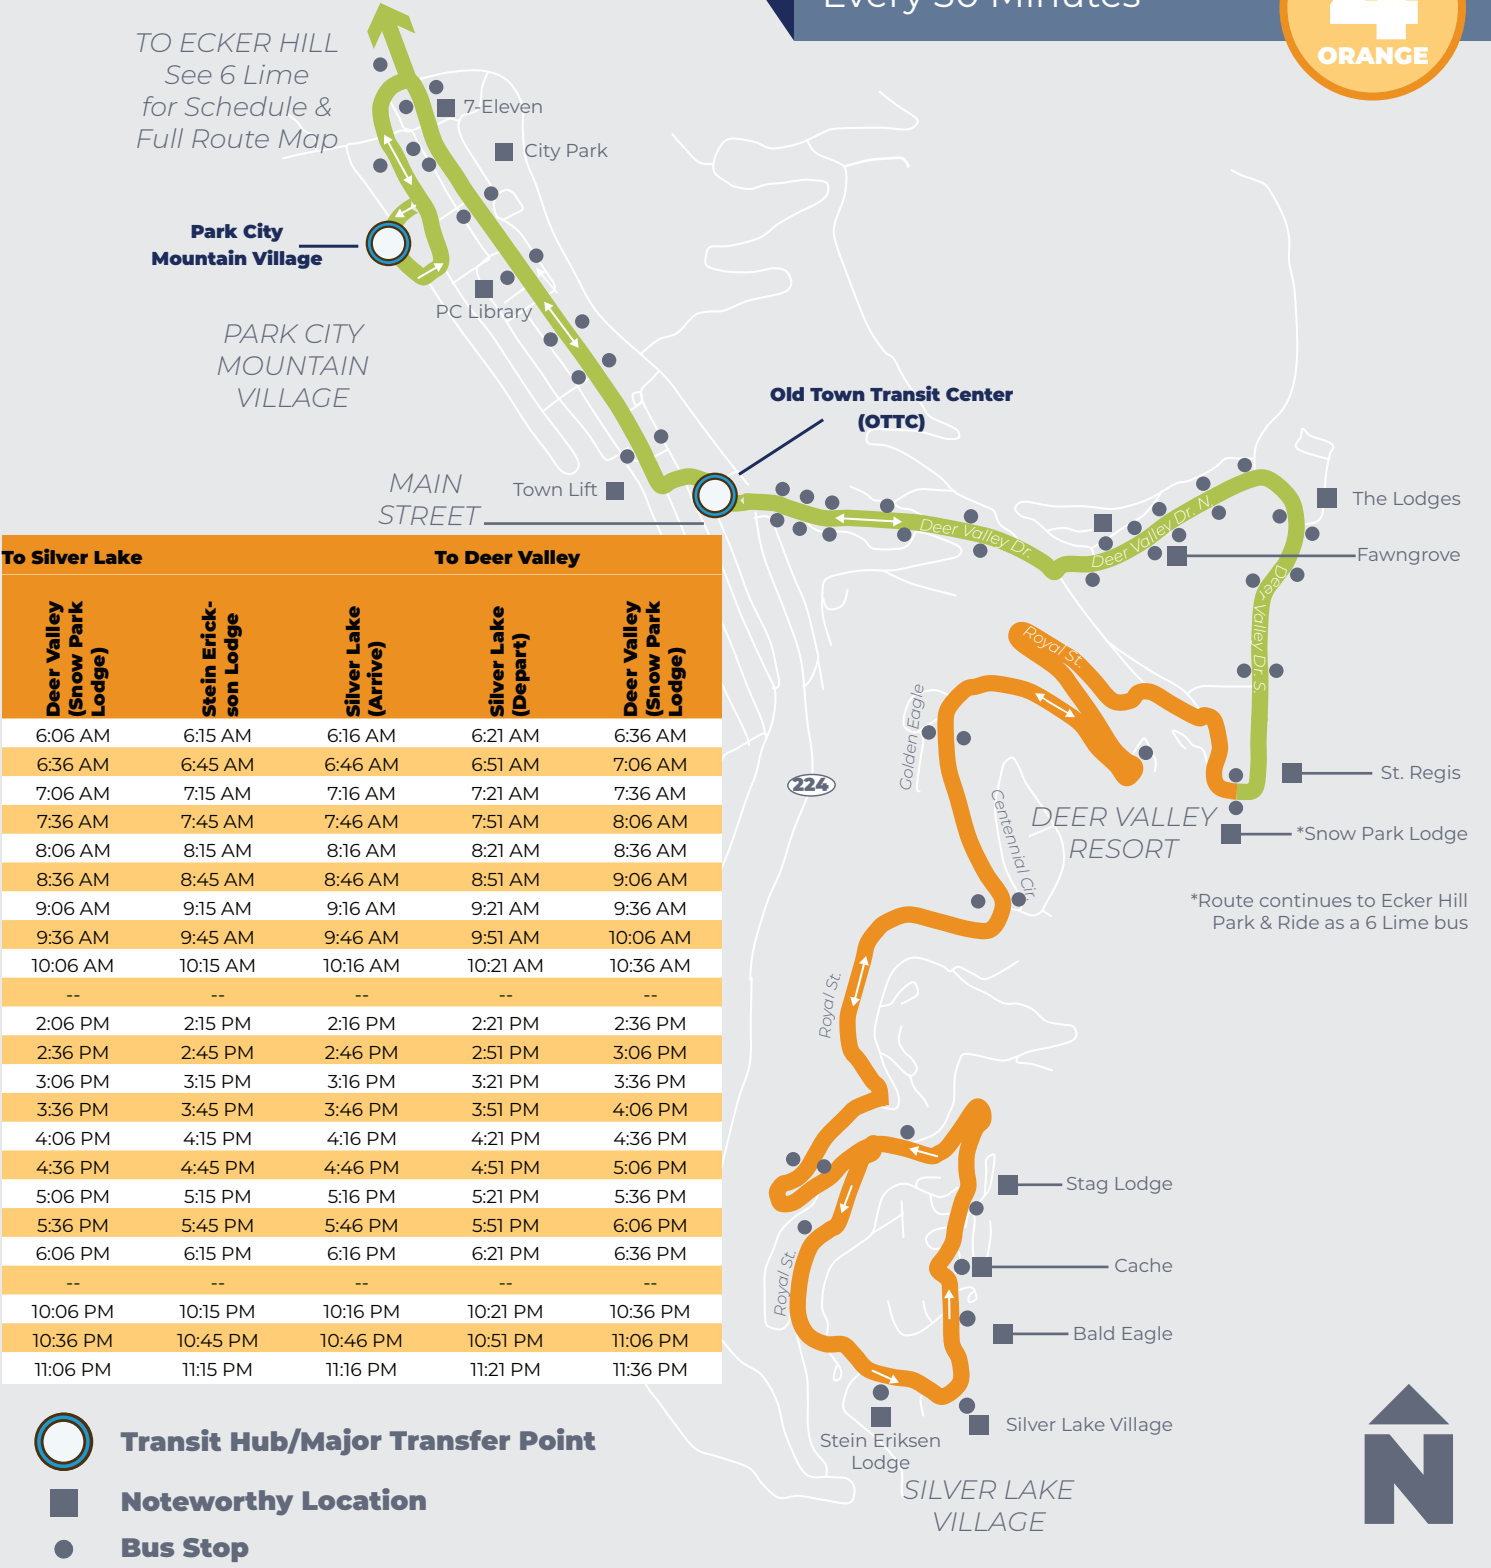 Every 30 Minutes
4
ORANGE
TO ECKER HILL
See 6 Lime
for Schedule &
Full Route Map
7-Eleven
City Park
Park City
Mountain Village
PC Library
PARK CITY
MOUNTAIN
VILLAGE
Old Town Transit Center
(OTTC)
MAIN
STREET
Town Lift
Deer Valley Dr.
Deer Valley Dr. N
Deer Valley Dr. S.
The Lodges
Fawngrove
Royal St.
Golden Eagle
Centennial Cir.
224
DEER VALLEY
RESORT
St. Regis
*Snow Park Lodge
*Route continues to Ecker Hill
Park & Ride as a 6 Lime bus
Royal St.
Royal St.
Stag Lodge
Cache
Bald Eagle
Silver Lake Village
Stein Eriksen
Lodge
SILVER LAKE
VILLAGE
To Silver Lake To Deer Valley
Deer Valley
(Snow Park
Lodge)
Stein Erick-
son Lodge
Silver Lake
(Arrive)
Silver Lake
(Depart)
Deer Valley
(Snow Park
Lodge)
6:06 AM 6:15 AM 6:16 AM 6:21 AM 6:36 AM
6:36 AM 6:45 AM 6:46 AM 6:51 AM 7:06 AM
7:06 AM 7:15 AM 7:16 AM 7:21 AM 7:36 AM
7:36 AM 7:45 AM 7:46 AM 7:51 AM 8:06 AM
8:06 AM 8:15 AM 8:16 AM 8:21 AM 8:36 AM
8:36 AM 8:45 AM 8:46 AM 8:51 AM 9:06 AM
9:06 AM 9:15 AM 9:16 AM 9:21 AM 9:36 AM
9:36 AM 9:45 AM 9:46 AM 9:51 AM 10:06 AM
10:06 AM 10:15 AM 10:16 AM 10:21 AM 10:36 AM
-- -- -- -- --
2:06 PM 2:15 PM 2:16 PM 2:21 PM 2:36 PM
2:36 PM 2:45 PM 2:46 PM 2:51 PM 3:06 PM
3:06 PM 3:15 PM 3:16 PM 3:21 PM 3:36 PM
3:36 PM 3:45 PM 3:46 PM 3:51 PM 4:06 PM
4:06 PM 4:15 PM 4:16 PM 4:21 PM 4:36 PM
4:36 PM 4:45 PM 4:46 PM 4:51 PM 5:06 PM
5:06 PM 5:15 PM 5:16 PM 5:21 PM 5:36 PM
5:36 PM 5:45 PM 5:46 PM 5:51 PM 6:06 PM
6:06 PM 6:15 PM 6:16 PM 6:21 PM 6:36 PM
-- -- -- -- --
10:06 PM 10:15 PM 10:16 PM 10:21 PM 10:36 PM
10:36 PM 10:45 PM 10:46 PM 10:51 PM 11:06 PM
11:06 PM 11:15 PM 11:16 PM 11:21 PM 11:36 PM
Transit Hub/Major Transfer Point
Noteworthy Location
Bus Stop
N